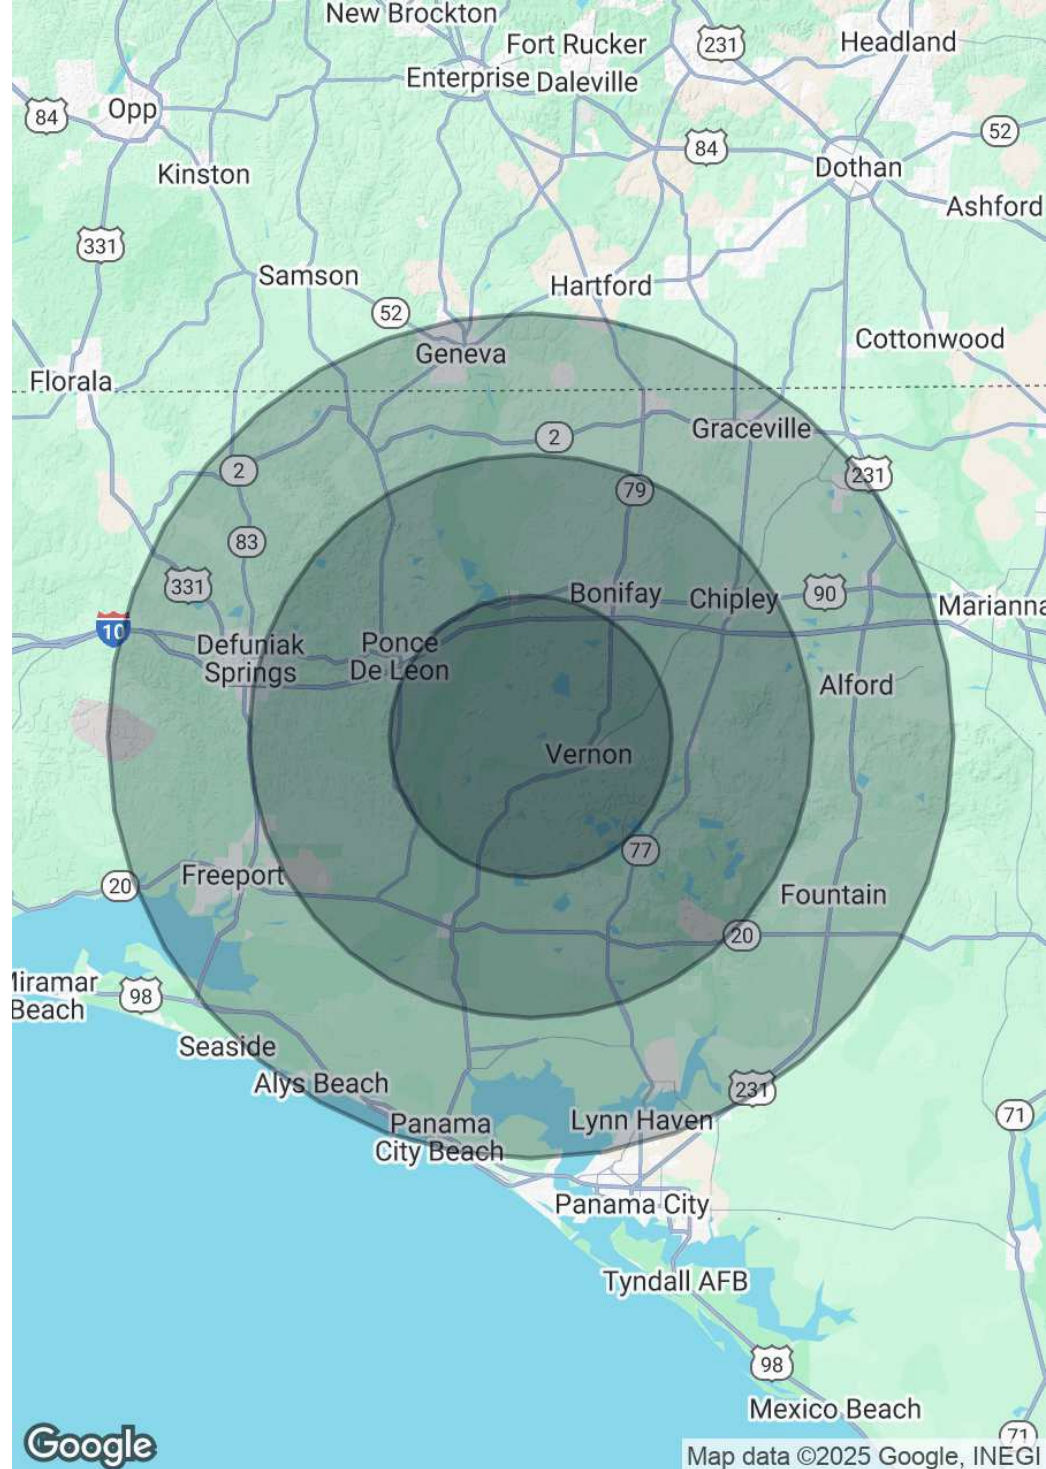 New Brockton
Fort Rucker
231
Headland
Enterprise
Daleville
84
Opp
52
84
Kinston
Dothan
Ashford
331
Samson
Hartford
52
Geneva
Cottonwood
Florala
2
Graceville
2
79
231
83
331
Bonifay
Chipley
90
Marianna
10
Defuniak
Springs
Ponce
De Leon
Alford
Vernon
77
20
Freeport
Fountain
20
Miramar
Beach
98
Seaside
Alys Beach
231
Panama
City Beach
Lynn Haven
71
Panama City
Tyndall AFB
98
Mexico Beach
71
Google
Map data ©2025 Google, INEGI